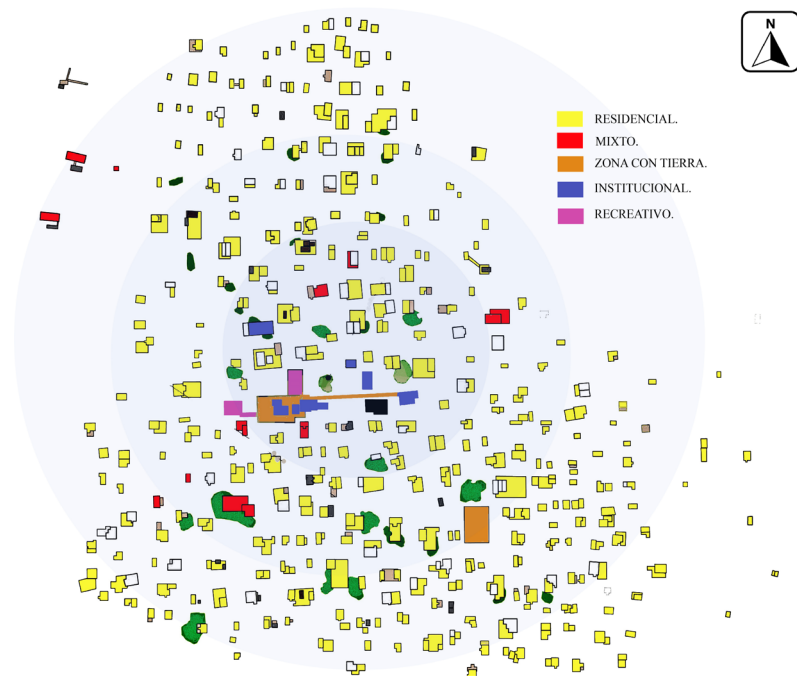 N
RESIDENCIAL.
MIXTO.
ZONA CON TIERRA.
INSTITUCIONAL.
RECREATIVO.